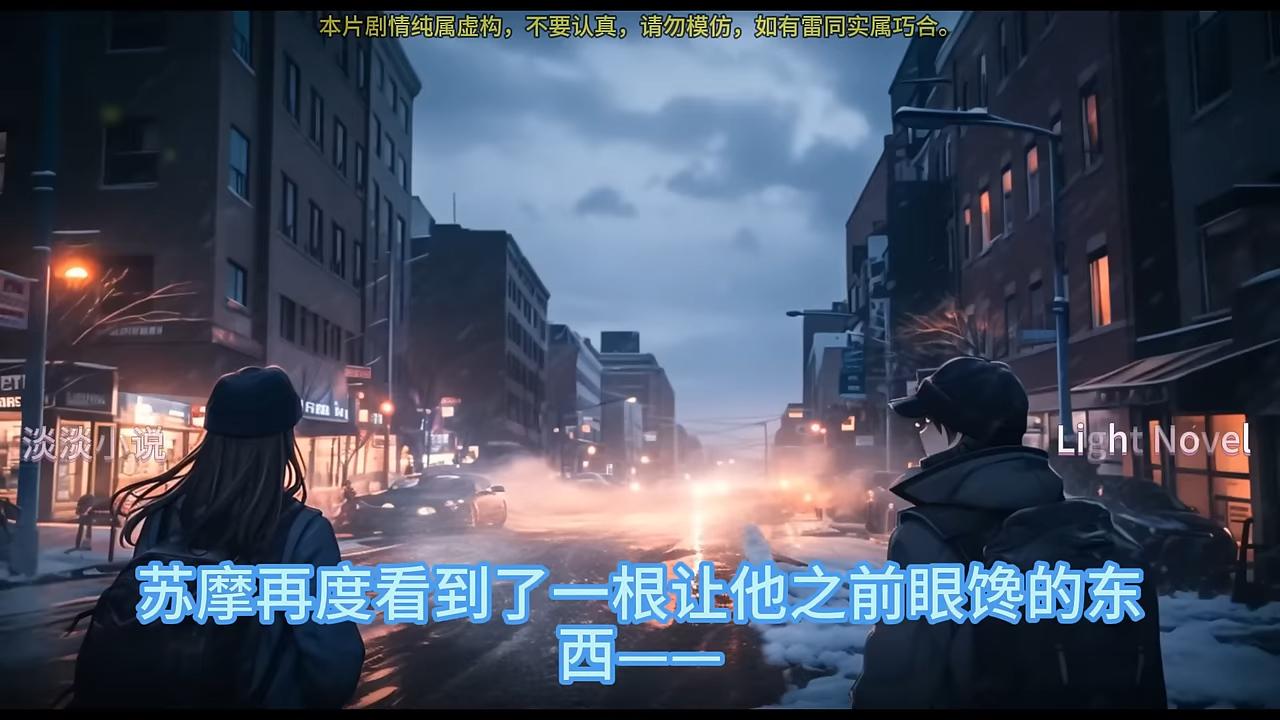 本片剧情纯属虚构，不要认真，请勿模仿，如有雷同实属巧合。
淡淡小说
Light Novel
苏摩再度看到了一根让他之前眼馋的东
西——